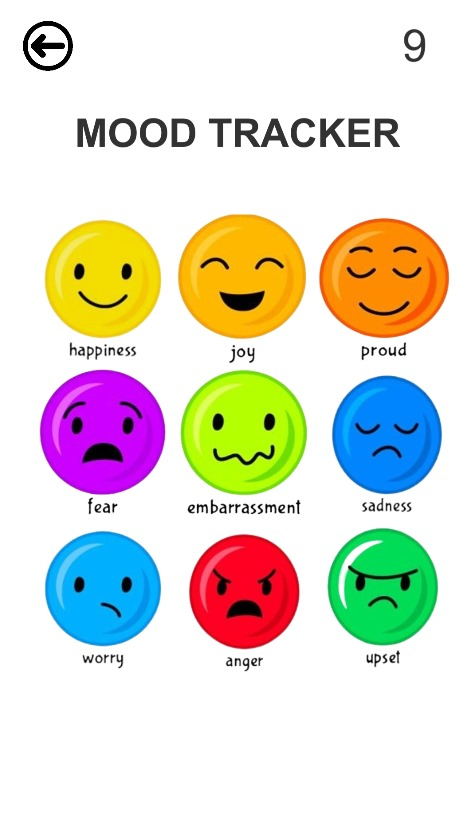 9
MOOD TRACKER
happiness joy proud
fear embarrassment sadness
worry anger upset